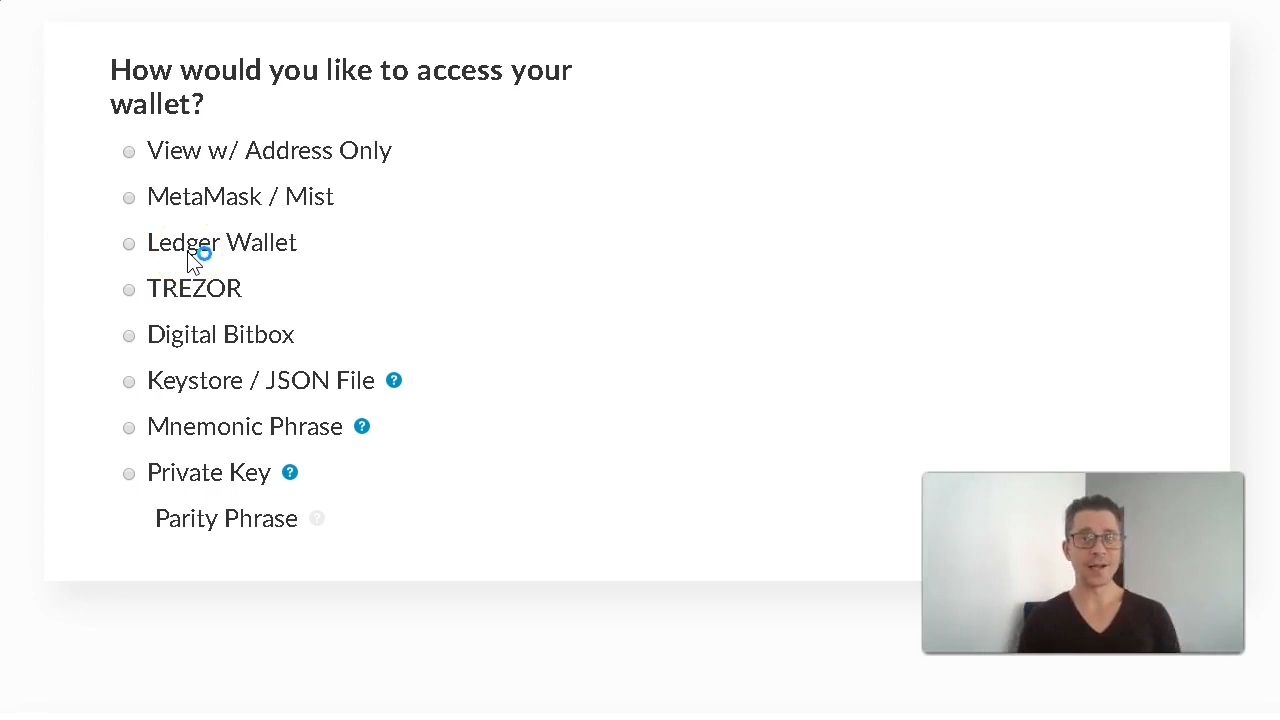 How would you like to access your
wallet?
View w/ Address Only
MetaMask / Mist
Ledger Wallet
TREZOR
Digital Bitbox
Keystore / JSON File ?
Mnemonic Phrase ?
Private Key ?
Parity Phrase ?